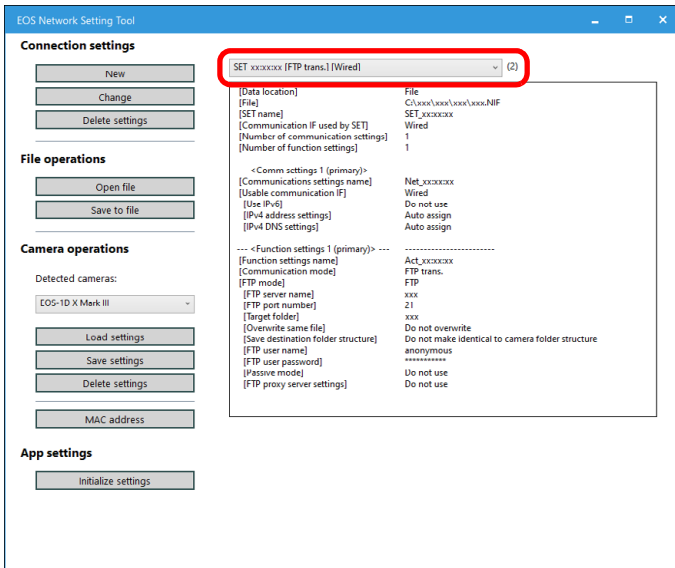 EOS Network Setting Tool
Connection settings
New
Change
Delete settings
File operations
Open file
Save to file
Camera operations
Detected cameras:
EOS-1D X Mark III
Load settings
Save settings
Delete settings
MAC address
App settings
Initialize settings
SET xx:xx:xx [FTP trans.] [Wired] (2)
[Data location] File
[File] C:\xxx\xxx\xxx\xxx.NIF
[SET name] SET_xx:xx:xx
[Communication IF used by SET] Wired
[Number of communication settings] 1
[Number of function settings] 1
<Comm settings 1 (primary)>
[Communications settings name] Net_xx:xx:xx
[Usable communication IF] Wired
[Use IPv6] Do not use
[IPv4 address settings] Auto assign
[IPv4 DNS settings] Auto assign
--- <Function settings 1 (primary)> --- ------------------------
[Function settings name] Act_xx:xx:xx
[Communication mode] FTP trans.
[FTP mode] FTP
[FTP server name] xxx
[FTP port number] 21
[Target folder] xxx
[Overwrite same file] Do not overwrite
[Save destination folder structure] Do not make identical to camera folder structure
[FTP user name] anonymous
[FTP user password] ***********
[Passive mode] Do not use
[FTP proxy server settings] Do not use